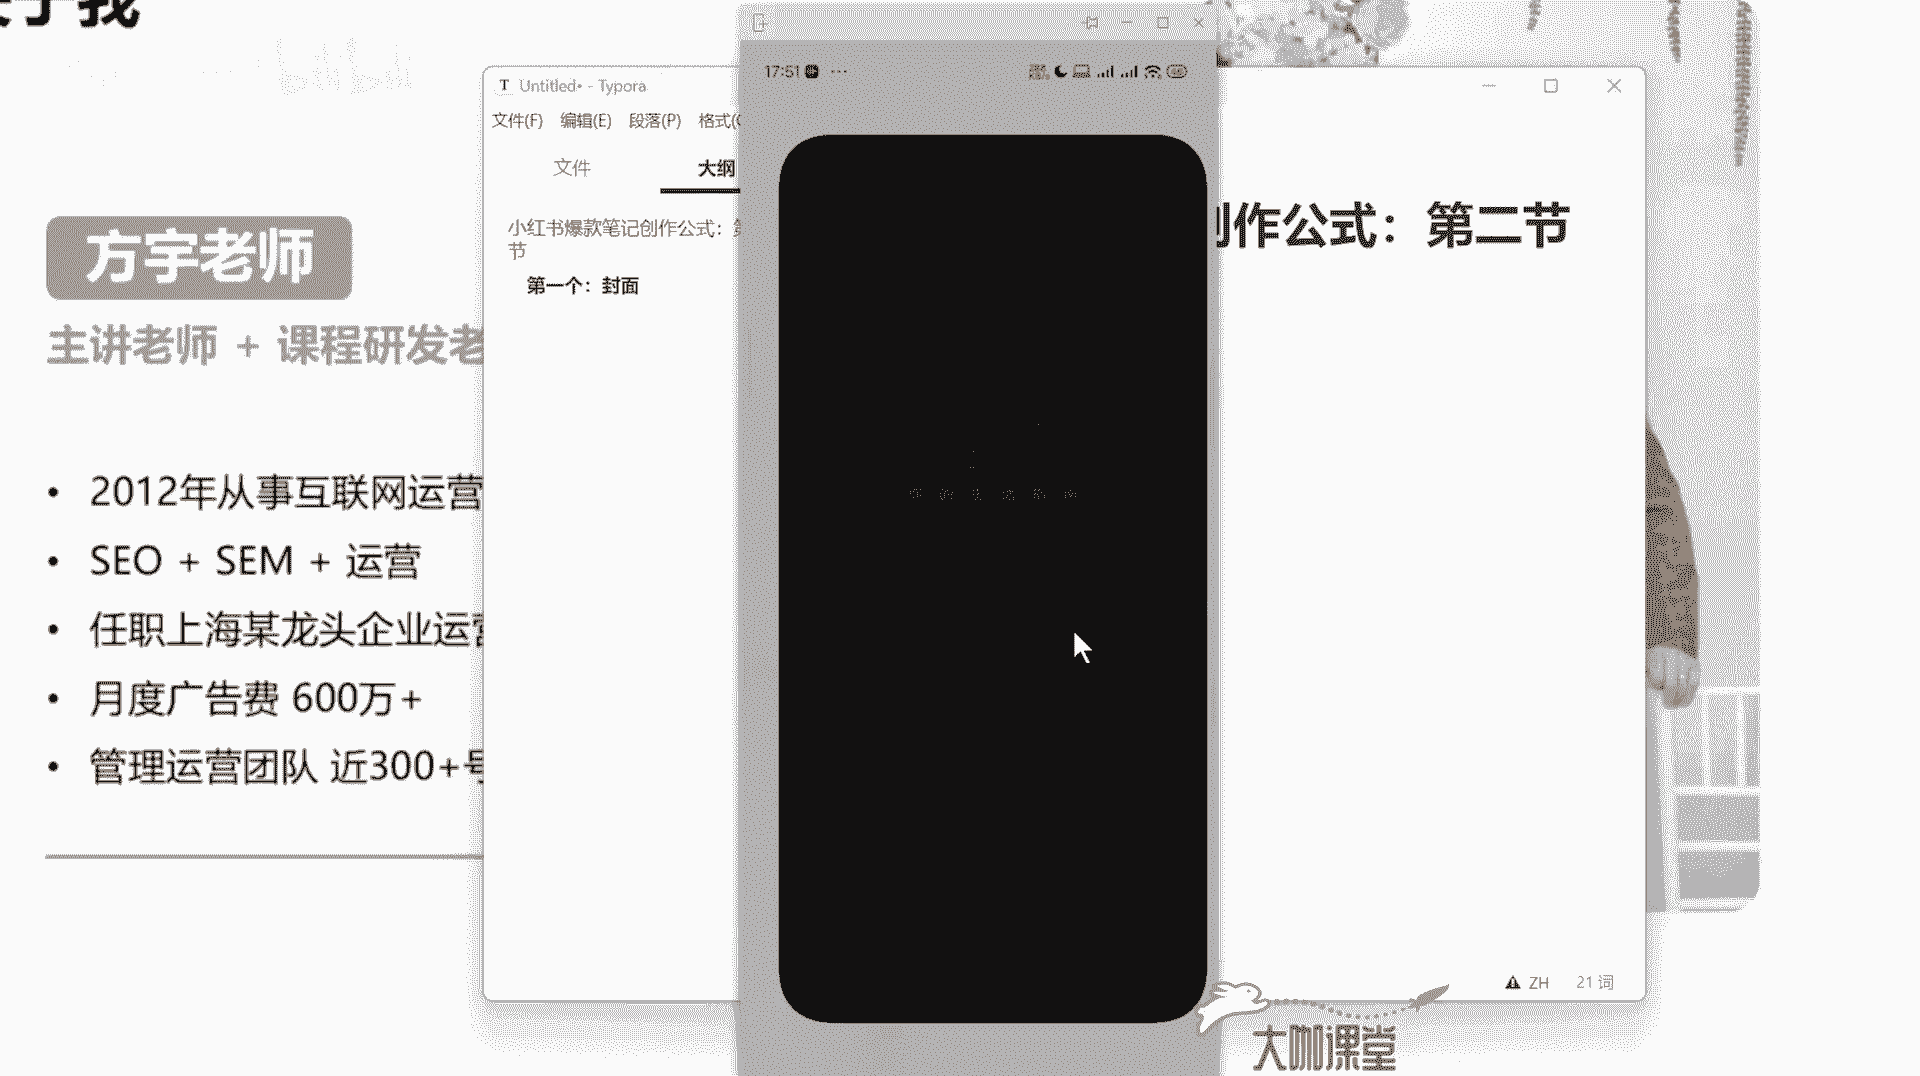 关于我
bilibili
方宇老师
主讲老师 + 课程研发老
• 2012年从事互联网运营
• SEO + SEM + 运营
• 任职上海某龙头企业运营
• 月度广告费 600万+
• 管理运营团队 近300+号
Untitled• - Typora
文件(F) 编辑(E) 段落(P) 格式(O
文件 大纲
小红书爆款笔记创作公式：第
节
第一个：封面
17:51
创作公式：第二节
ZH 21 词
大咖课堂